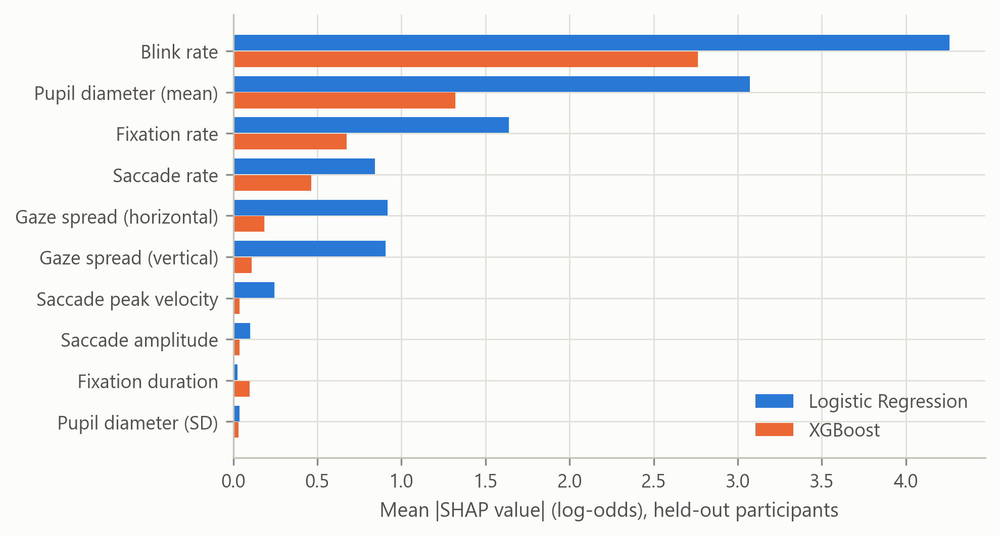 Blink rate
Pupil diameter (mean)
Fixation rate
Saccade rate
Gaze spread (horizontal)
Gaze spread (vertical)
Saccade peak velocity
Saccade amplitude
Fixation duration
Pupil diameter (SD)
Logistic Regression
XGBoost
0.0 0.5 1.0 1.5 2.0 2.5 3.0 3.5 4.0
Mean |SHAP value| (log-odds), held-out participants